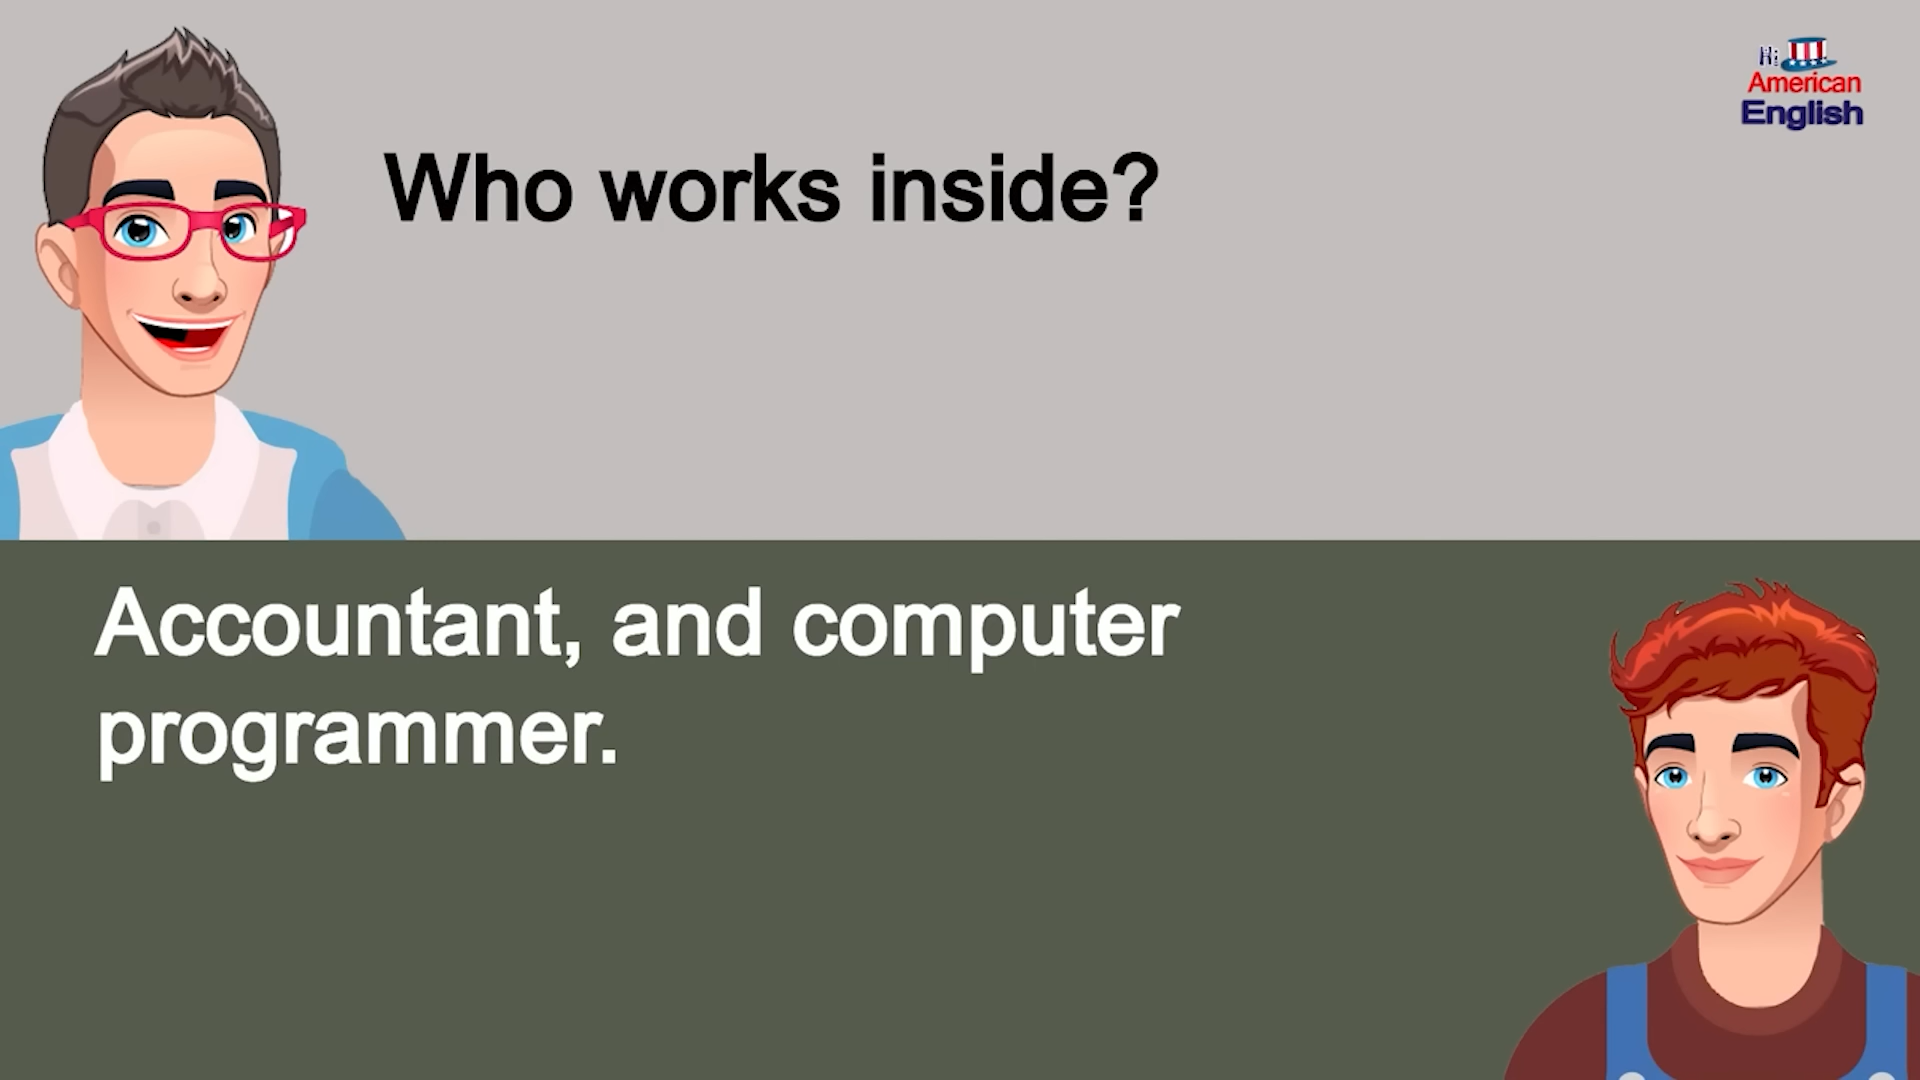 Hi
American
English
Who works inside?
Accountant, and computer
programmer.